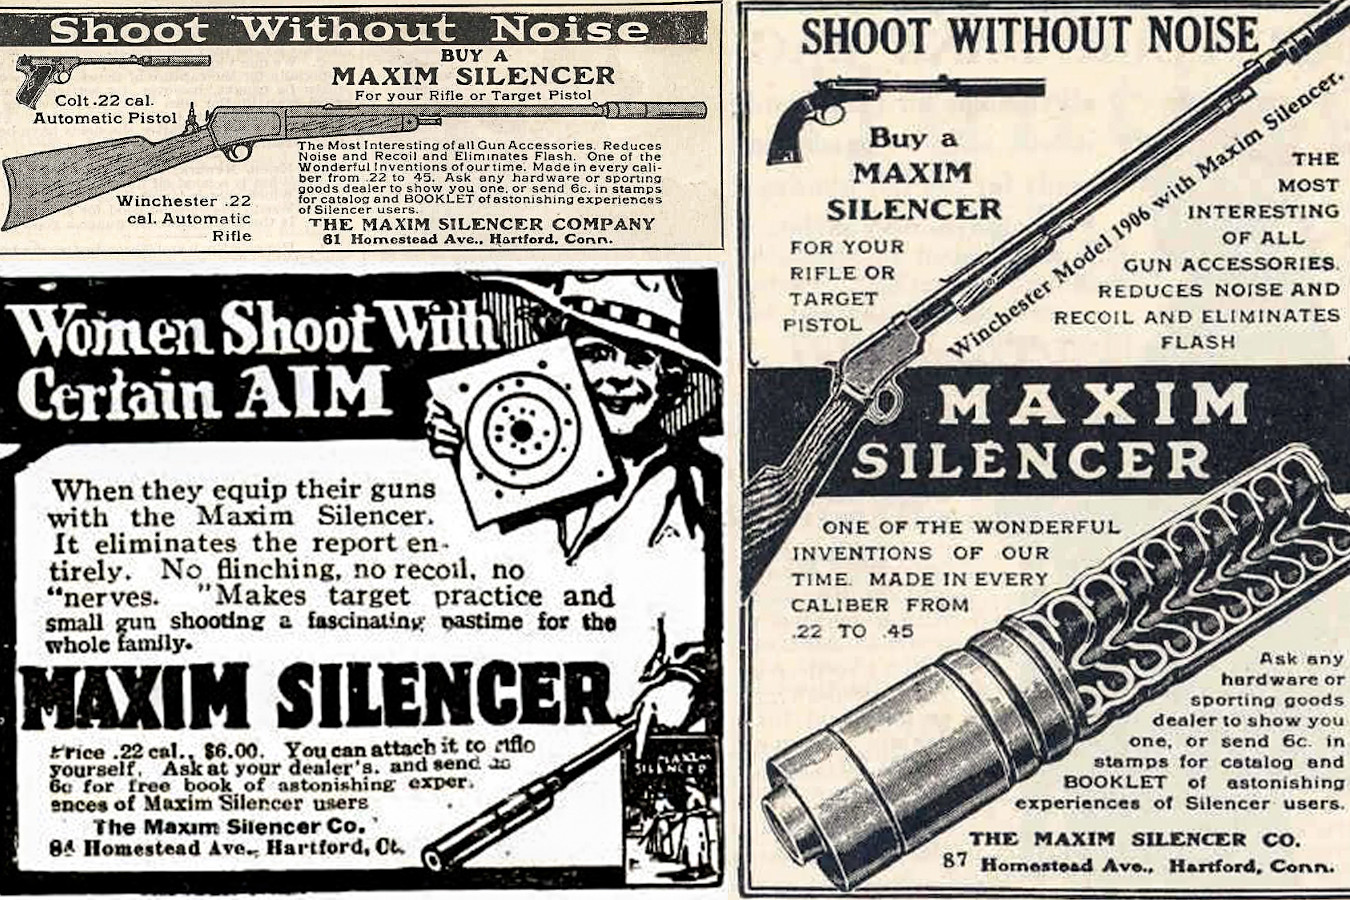 Shoot Without Noise
BUY A
MAXIM SILENCER
For your Rifle or Target Pistol
Colt .22 cal.
Automatic Pistol
The Most Interesting of all Gun Accessories. Reduces
Noise and Recoil and Eliminates Flash. One of the
Wonderful Inventions of our time. Made in every cali-
ber from .22 to 45. Ask any hardware or sporting
goods dealer to show you one, or send 6c. in stamps
for catalog and BOOKLET of astonishing experiences
of Silencer users.
Winchester .22
cal. Automatic
Rifle
THE MAXIM SILENCER COMPANY
61 Homestead Ave., Hartford, Conn.
Women Shoot With
Certain AIM
When they equip their guns
with the Maxim Silencer.
It eliminates the report en-
tirely. No flinching, no recoil, no
"nerves. "Makes target practice and
small gun shooting a fascinating pastime for the
whole family.
MAXIM SILENCER
Price .22 cal., $6.00. You can attach it to rifle
yourself. Ask at your dealer's. and send
6c for free book of astonishing exper.
ences of Maxim Silencer users
The Maxim Silencer Co.
Homestead Ave., Hartford, Ct.
MAXIM
SILENCER
SHOOT WITHOUT NOISE
Buy a
MAXIM
SILENCER
FOR YOUR
RIFLE OR
TARGET
PISTOL
Winchester Model 1906 with Maxim Silencer.
THE
MOST
INTERESTING
OF ALL
GUN ACCESSORIES.
REDUCES NOISE AND
RECOIL AND ELIMINATES
FLASH
MAXIM
SILENCER
ONE OF THE WONDERFUL
INVENTIONS OF OUR
TIME. MADE IN EVERY
CALIBER FROM
.22 TO .45
Ask any
hardware or
sporting goods
dealer to show you
one, or send 6c. in
stamps for catalog and
BOOKLET of astonishing
experiences of Silencer users.
THE MAXIM SILENCER CO.
87 Homestead Ave., Hartford, Conn.